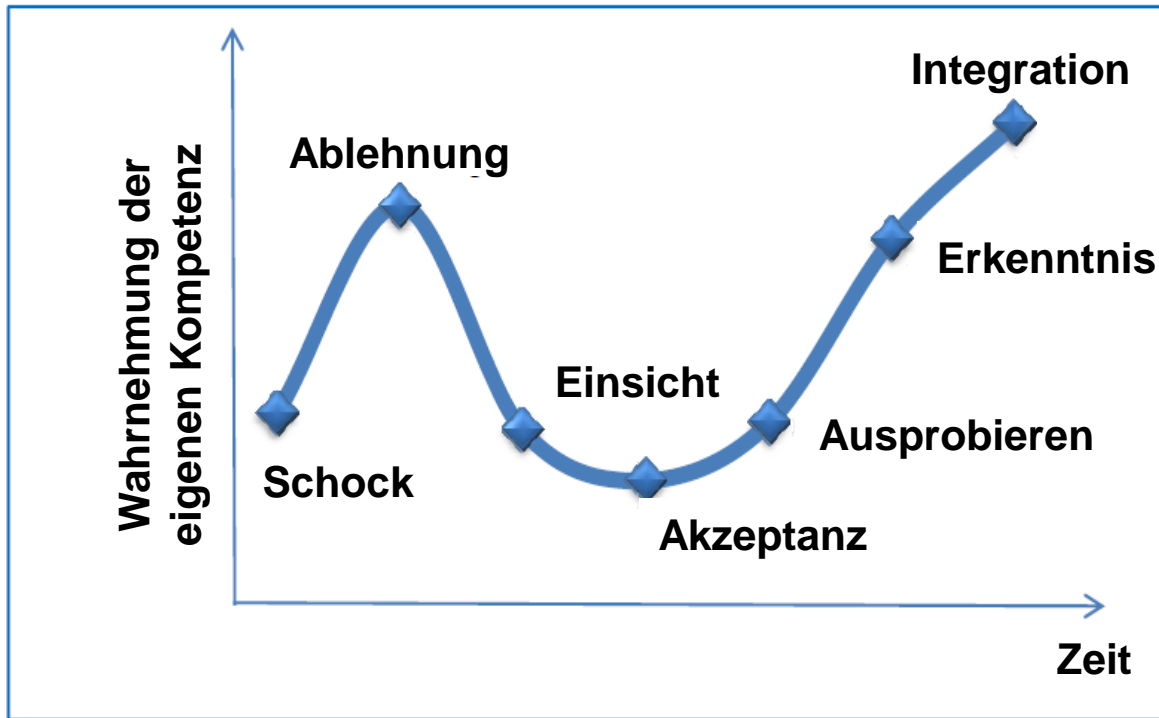 Wahrnehmung der
eigenen Kompetenz
Integration
Ablehnung
Erkenntnis
Einsicht
Ausprobieren
Schock
Akzeptanz
Zeit